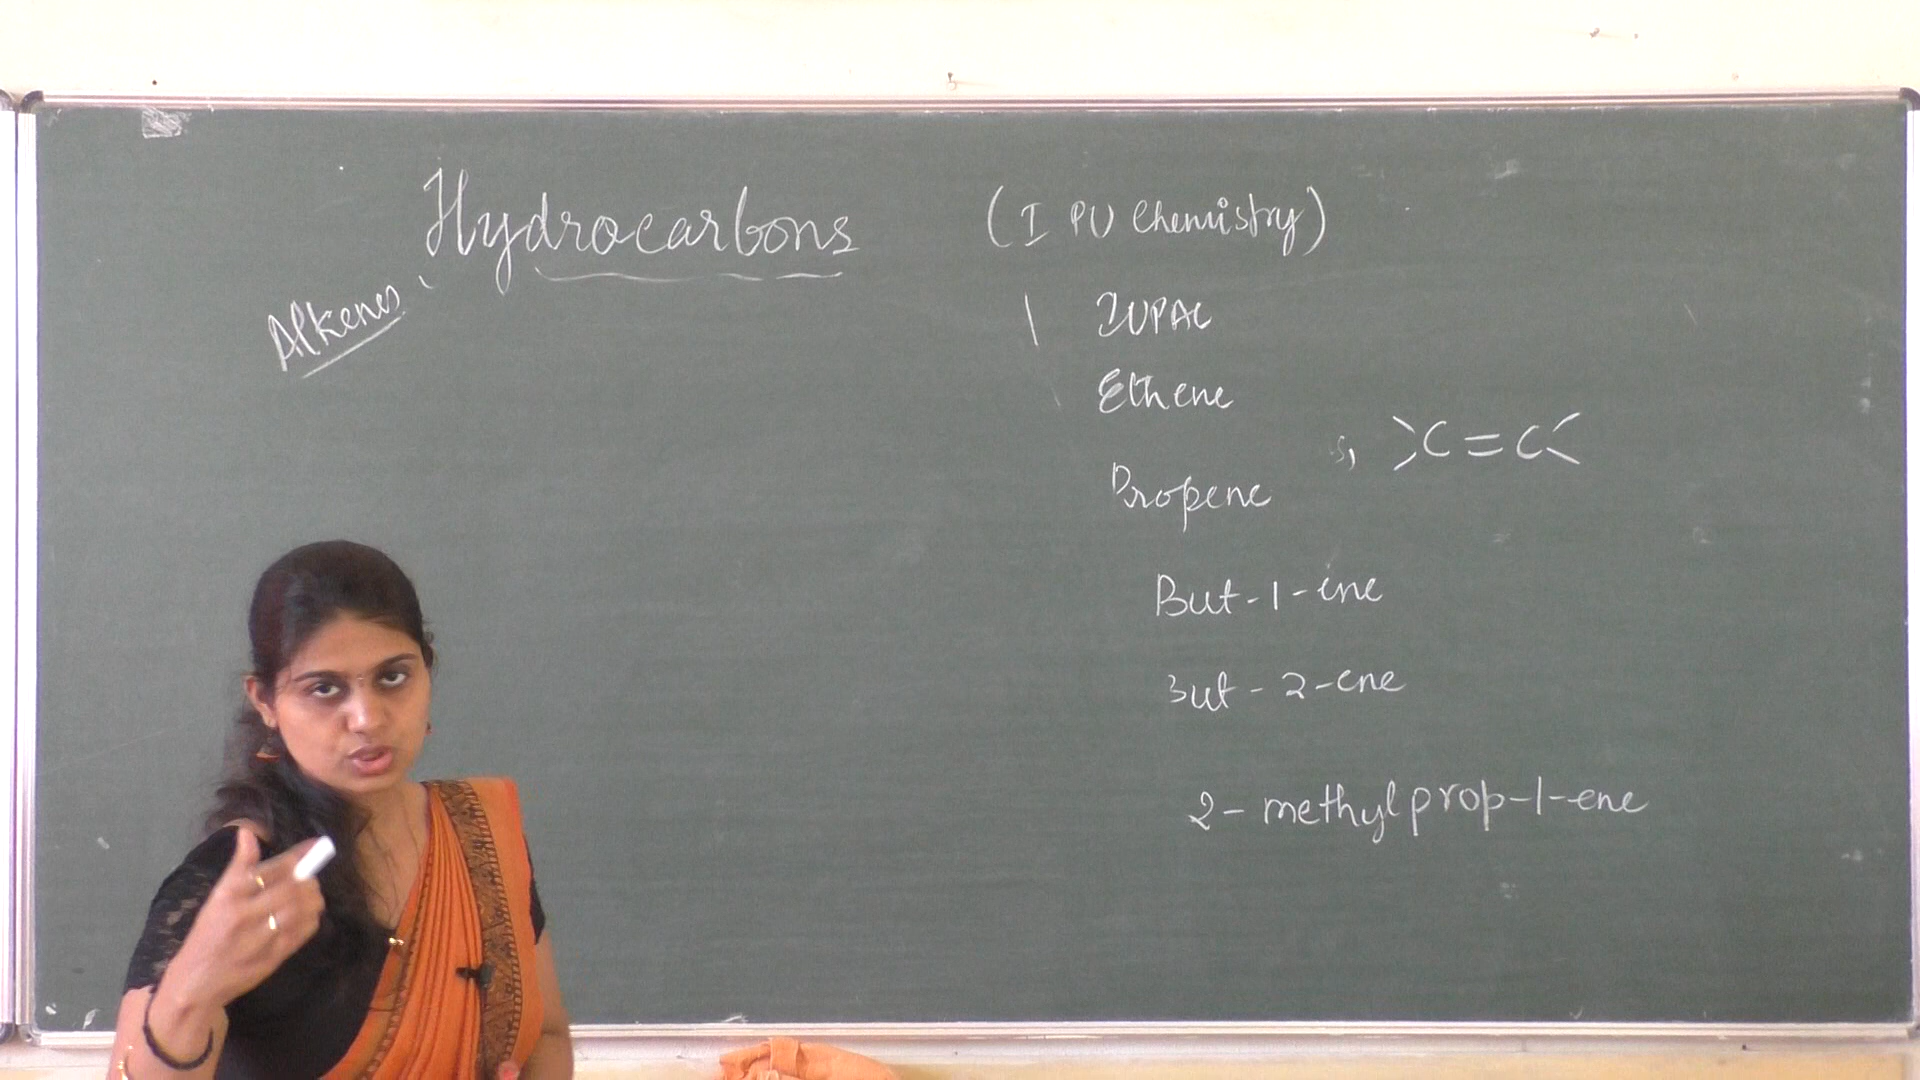 Hydrocarbons (I PU Chemistry)
Alkenes
IUPAC
Ethene
>C=C<
Propene
But-1-ene
But-2-ene
2-methylprop-1-ene